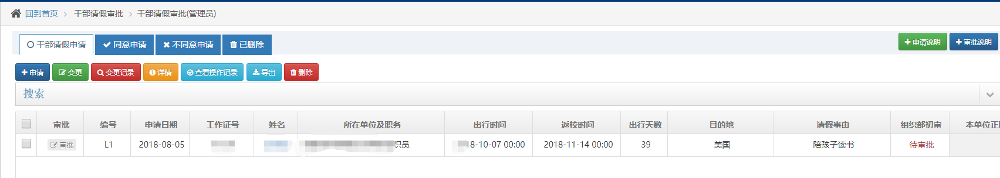 回到首页 > 干部请假审批 > 干部请假审批(管理员)
干部请假申请 同意申请 不同意申请 已删除 申请说明 审批说明
申请 变更 变更记录 详情 查看操作记录 导出 删除
搜索
审批 编号 申请日期 工作证号 姓名 所在单位及职务 出行时间 返校时间 出行天数 目的地 请假事由 组织部初审 本单位正
审批 L1 2018-08-05 织员 18-10-07 00:00 2018-11-14 00:00 39 美国 陪孩子读书 待审批